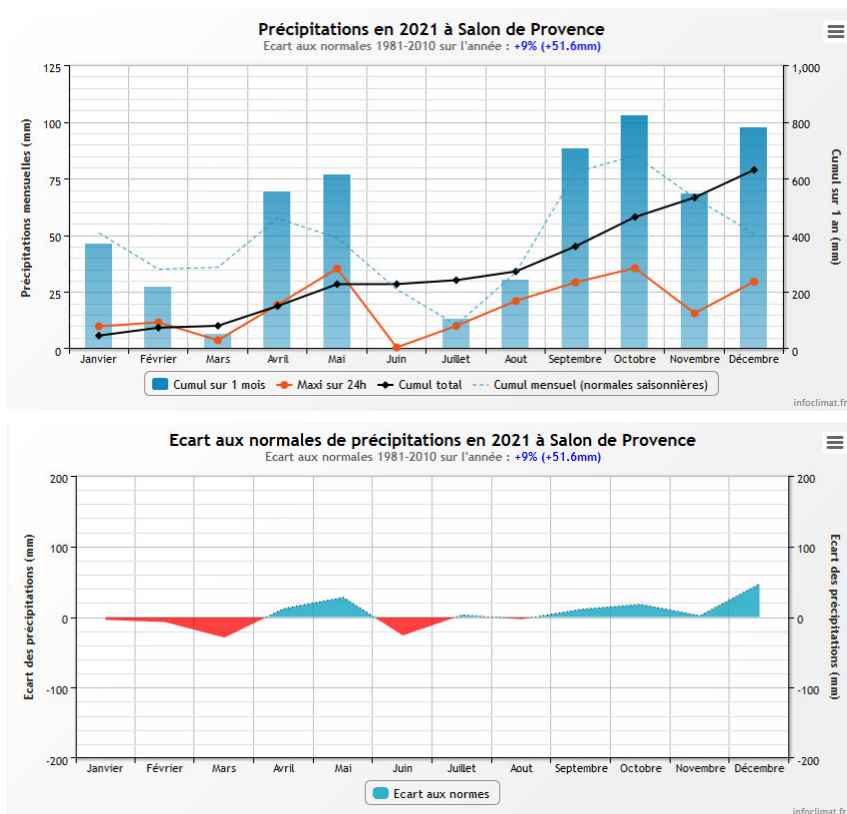 Précipitations en 2021 à Salon de Provence
Ecart aux normales 1981-2010 sur l'année : +9% (+51.6mm)
Précipitations mensuelles (mm)
125
100
75
50
25
0
1,000
800
600
400
200
0
Cumul sur 1 an (mm)
Janvier Février Mars Avril Mai Juin Juillet Aout Septembre Octobre Novembre Décembre
Cumul sur 1 mois Maxi sur 24h Cumul total Cumul mensuel (normales saisonnières)
infoclimat.fr
Ecart aux normales de précipitations en 2021 à Salon de Provence
Ecart aux normales 1981-2010 sur l'année : +9% (+51.6mm)
Ecart des précipitations (mm)
200
100
0
-100
-200
200
100
0
-100
-200
Ecart des précipitations (mm)
Janvier Février Mars Avril Mai Juin Juillet Aout Septembre Octobre Novembre Décembre
Ecart aux normes
infoclimat.fr